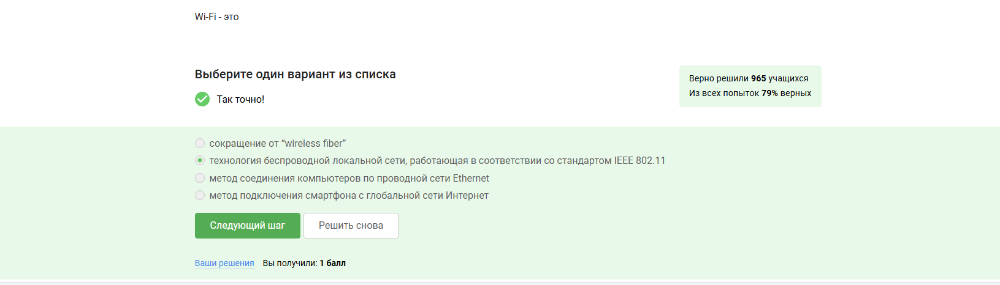 Wi-Fi - это
Выберите один вариант из списка
Так точно!
Верно решили 965 учащихся
Из всех попыток 79% верных
сокращение от “wireless fiber”
технология беспроводной локальной сети, работающая в соответствии со стандартом IEEE 802.11
метод соединения компьютеров по проводной сети Ethernet
метод подключения смартфона с глобальной сети Интернет
Следующий шаг
Решить снова
Ваши решения
Вы получили: 1 балл